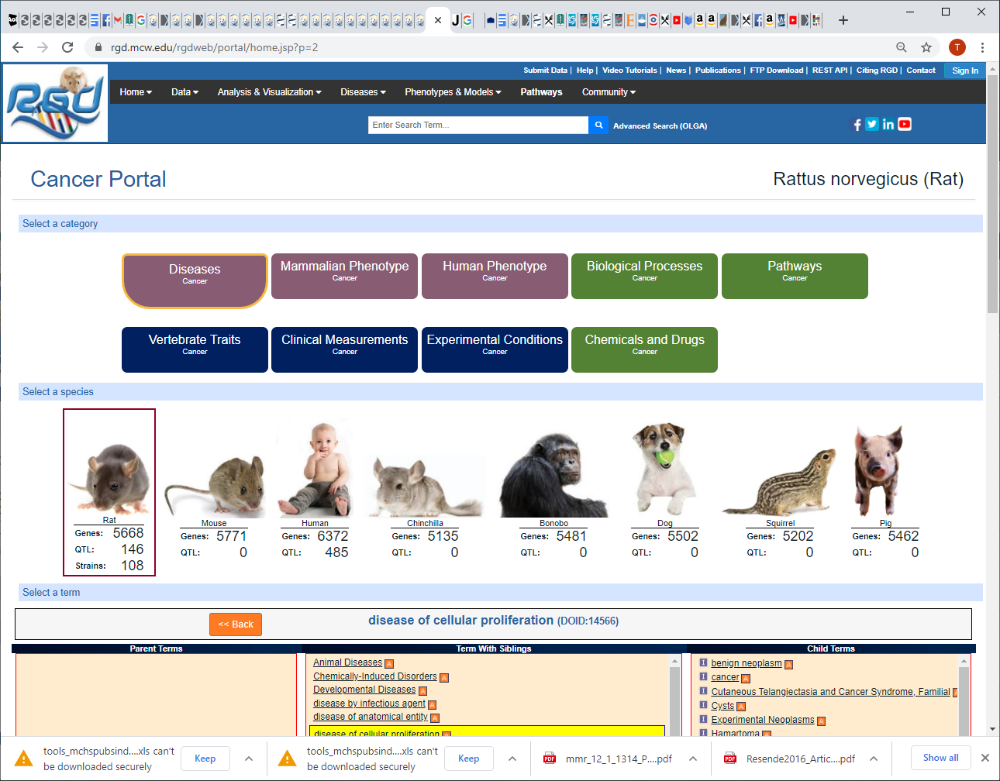 rgd.mcw.edu/rgdweb/portal/home.jsp?p=2
T
Submit Data | Help | Video Tutorials | News | Publications | FTP Download | REST API | Citing RGD | Contact Sign In
RGD
Home Data Analysis & Visualization Diseases Phenotypes & Models Pathways Community
Enter Search Term... Advanced Search (OLGA)
Cancer Portal
Rattus norvegicus (Rat)
Select a category
Diseases Mammalian Phenotype Human Phenotype Biological Processes Pathways
Cancer Cancer Cancer Cancer Cancer
Vertebrate Traits Clinical Measurements Experimental Conditions Chemicals and Drugs
Cancer Cancer Cancer Cancer
Select a species
Rat Mouse Human Chinchilla Bonobo Dog Squirrel Pig
Genes: 5668 Genes: 5771 Genes: 6372 Genes: 5135 Genes: 5481 Genes: 5502 Genes: 5202 Genes: 5462
QTL: 146 QTL: 0 QTL: 485 QTL: 0 QTL: 0 QTL: 0 QTL: 0 QTL: 0
Strains: 108
Select a term
<< Back disease of cellular proliferation (DOID:14566)
Parent Terms Term With Siblings Child Terms
Animal Diseases A
Chemically-Induced Disorders A
Developmental Diseases A
disease by infectious agent A
disease of anatomical entity A
disease of cellular proliferation
I benign neoplasm A
I cancer A
I Cutaneous Telangiectasia and Cancer Syndrome, Familial
I Cysts A
I Experimental Neoplasms A
I Hamartoma
tools_mchspubsind....xls can't be downloaded securely Keep
tools_mchspubsind....xls can't be downloaded securely Keep
PDF mmr_12_1_1314_P....pdf
PDF Resende2016_Artic....pdf
Show all